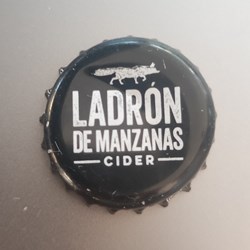 LADRÓN
DE MANZANAS
CIDER